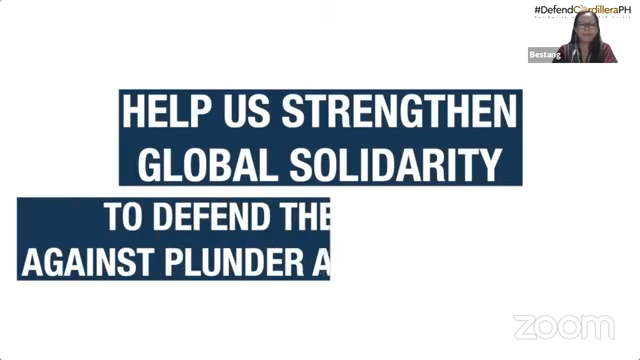 #DefendCordilleraPH
Bestang
HELP US STRENGTHEN
GLOBAL SOLIDARITY
TO DEFEND THE
AGAINST PLUNDER A
zoom